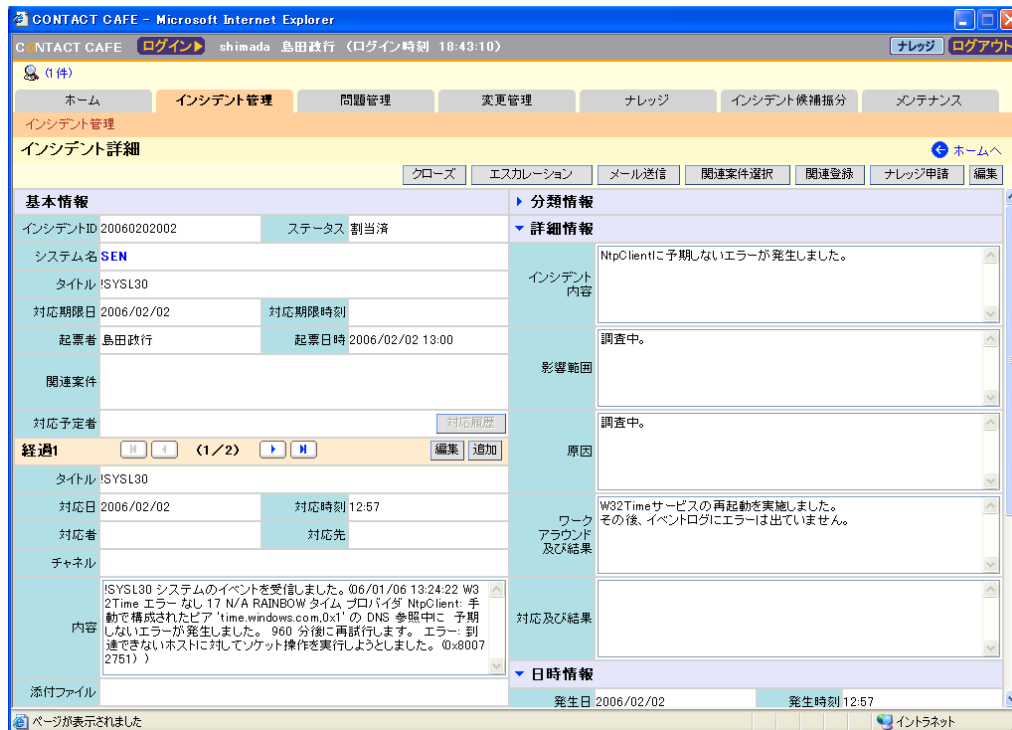 CONTACT CAFE - Microsoft Internet Explorer
CONTACT CAFE ログイン shimada 島田政行 (ログイン時刻 18:43:10) ナレッジ ログアウト
(1件)
ホーム インシデント管理 問題管理 変更管理 ナレッジ インシデント候補振分 メンテナンス
インシデント管理
インシデント詳細 ホームへ
クローズ エスカレーション メール送信 関連案件選択 関連登録 ナレッジ申請 編集
基本情報
インシデントID 20060202002 ステータス 割当済
システム名 SEN
タイトル !SYSL30
対応期限日 2006/02/02 対応期限時刻
起票者 島田政行 起票日時 2006/02/02 13:00
関連案件
対応予定者 対応履歴
経過1 (1/2) 編集 追加
タイトル !SYSL30
対応日 2006/02/02 対応時刻 12:57
対応者 対応先
チャネル
内容
!SYSL30 システムのイベントを受信しました。(06/01/06 13:24:22 W3
2Time エラー なし 17 N/A RAINBOW タイム プロバイダ NtpClient: 手
動で構成されたピア 'time.windows.com,0x1' の DNS 参照中に 予期
しないエラーが発生しました。 960 分後に再試行します。 エラー: 到
達できないホストに対してソケット操作を実行しようとしました。 (0x8007
2751) )
添付ファイル
分類情報
詳細情報
インシデント
内容
NtpClientに予期しないエラーが発生しました。
影響範囲
調査中。
原因
調査中。
ワーク
アラウンド
及び結果
W32Timeサービスの再起動を実施しました。
その後、イベントログにエラーは出ていません。
対応及び結果
日時情報
発生日 2006/02/02 発生時刻 12:57
ページが表示されました イントラネット